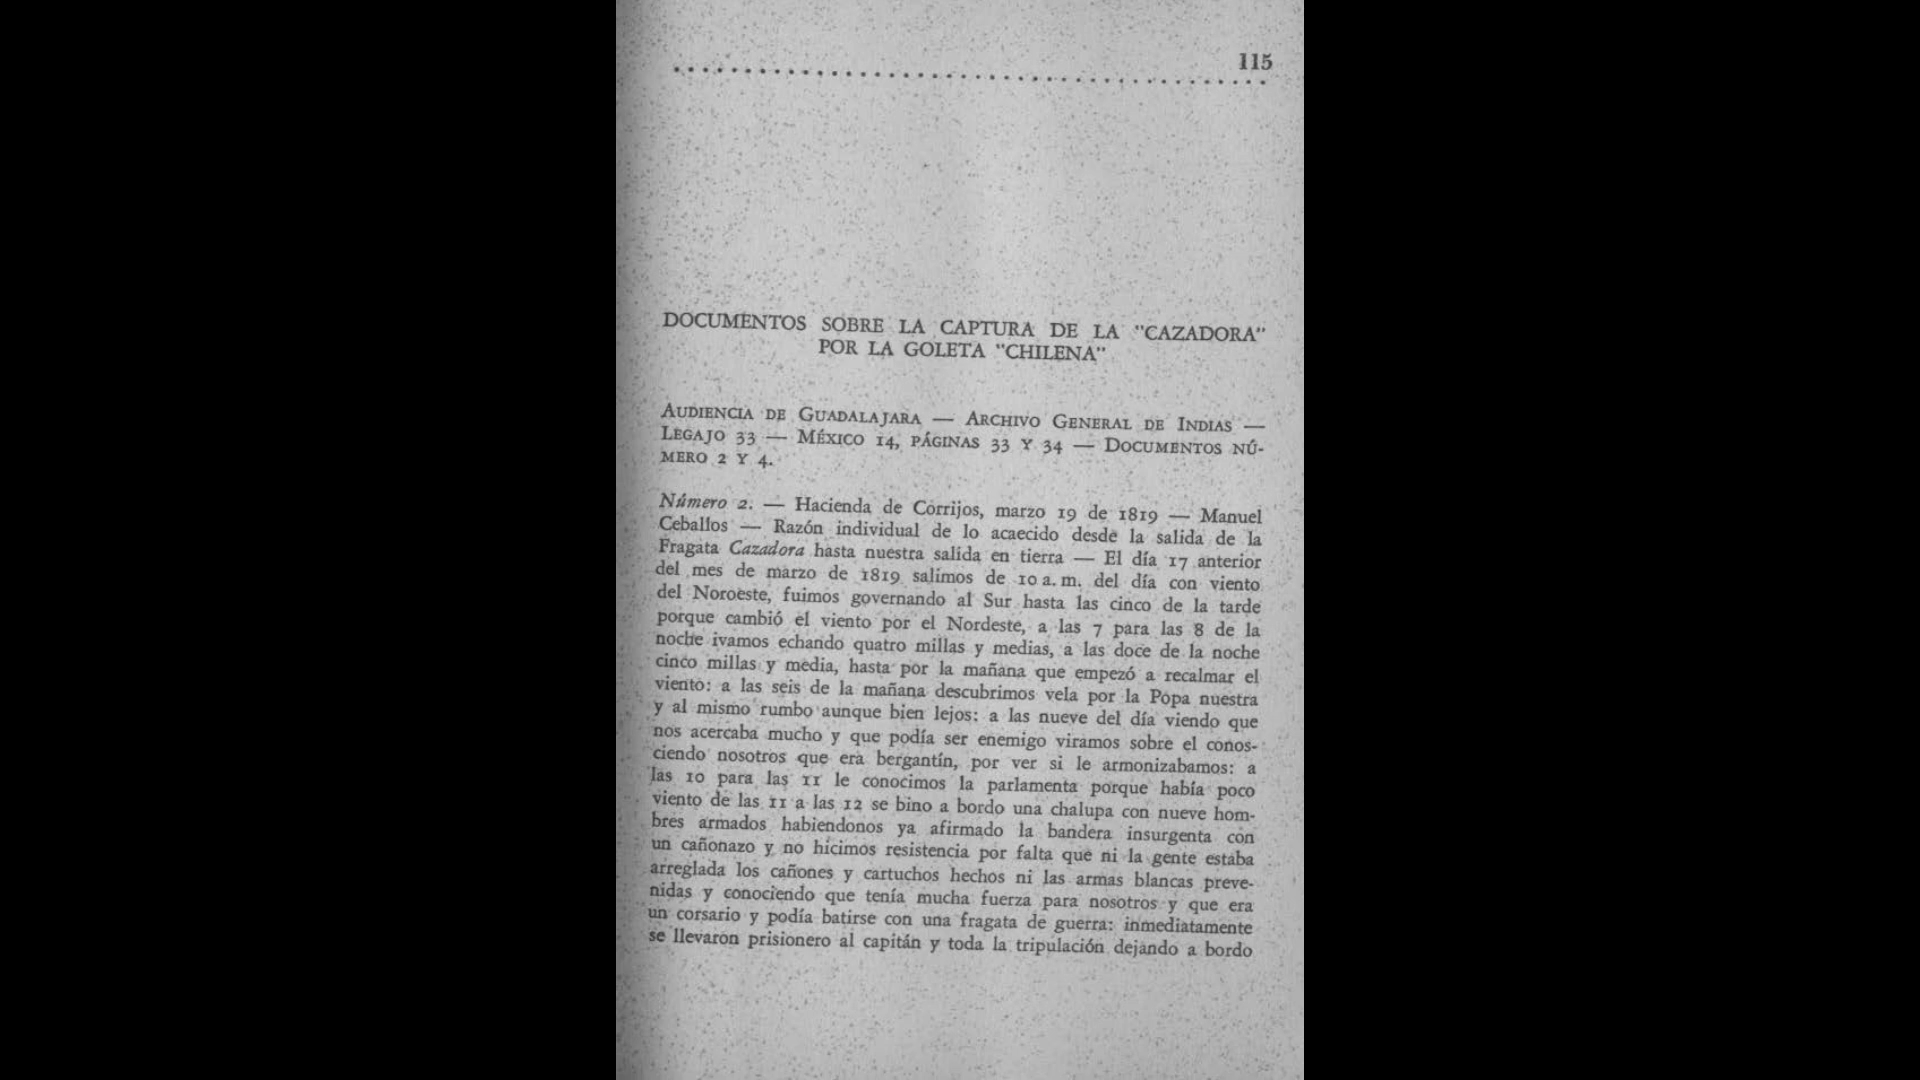 115
DOCUMENTOS SOBRE LA CAPTURA DE LA "CAZADORA"
POR LA GOLETA "CHILENA"
AUDIENCIA DE GUADALAJARA — ARCHIVO GENERAL DE INDIAS —
LEGAJO 33 — MÉXICO 14, PÁGINAS 33 Y 34 — DOCUMENTOS NÚ-
MERO 2 Y 4.
Número 2. — Hacienda de Corrijos, marzo 19 de 1819 — Manuel
Ceballos — Razón individual de lo acaecido desde la salida de la
Fragata Cazadora hasta nuestra salida en tierra — El día 17 anterior
del mes de marzo de 1819 salimos de 10 a. m. del día con viento
del Noroeste, fuimos governando al Sur hasta las cinco de la tarde
porque cambió el viento por el Nordeste, a las 7 para las 8 de la
noche ivamos echando quatro millas y medias, a las doce de la noche
cinco millas y media, hasta por la mañana que empezó a recalmar el
viento: a las seis de la mañana descubrimos vela por la Popa nuestra
y al mismo rumbo aunque bien lejos: a las nueve del día viendo que
nos acercaba mucho y que podía ser enemigo viramos sobre el conos-
ciendo nosotros que era bergantín, por ver si le armonizabamos: a
las 10 para las 11 le conocimos la parlamenta porque había poco
viento de las 11 a las 12 se bino a bordo una chalupa con nueve hom-
bres armados habiendonos ya afirmado la bandera insurgenta con
un cañonazo y no hicimos resistencia por falta que ni la gente estaba
arreglada los cañones y cartuchos hechos ni las armas blancas preve-
nidas y conociendo que tenía mucha fuerza para nosotros y que era
un corsario y podía batirse con una fragata de guerra: inmediatamente
se llevaron prisionero al capitán y toda la tripulación dejando a bordo